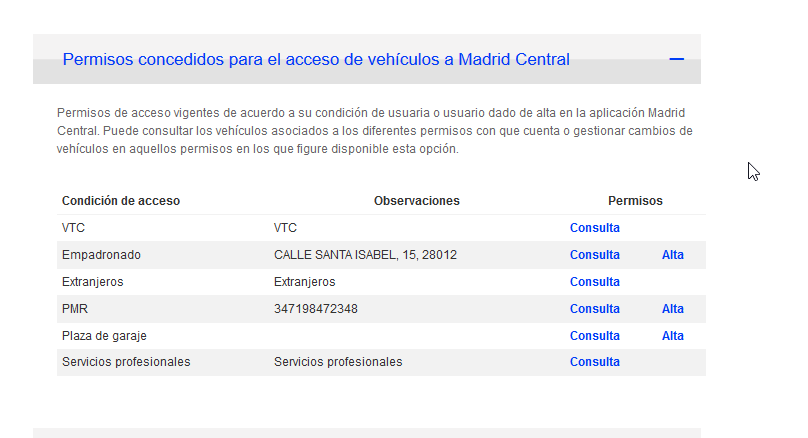 Permisos concedidos para el acceso de vehículos a Madrid Central
Permisos de acceso vigentes de acuerdo a su condición de usuaria o usuario dado de alta en la aplicación Madrid
Central. Puede consultar los vehículos asociados a los diferentes permisos con que cuenta o gestionar cambios de
vehículos en aquellos permisos en los que figure disponible esta opción.
Condición de acceso Observaciones Permisos
VTC VTC Consulta
Empadronado CALLE SANTA ISABEL, 15, 28012 Consulta Alta
Extranjeros Extranjeros Consulta
PMR 347198472348 Consulta Alta
Plaza de garaje Consulta Alta
Servicios profesionales Servicios profesionales Consulta